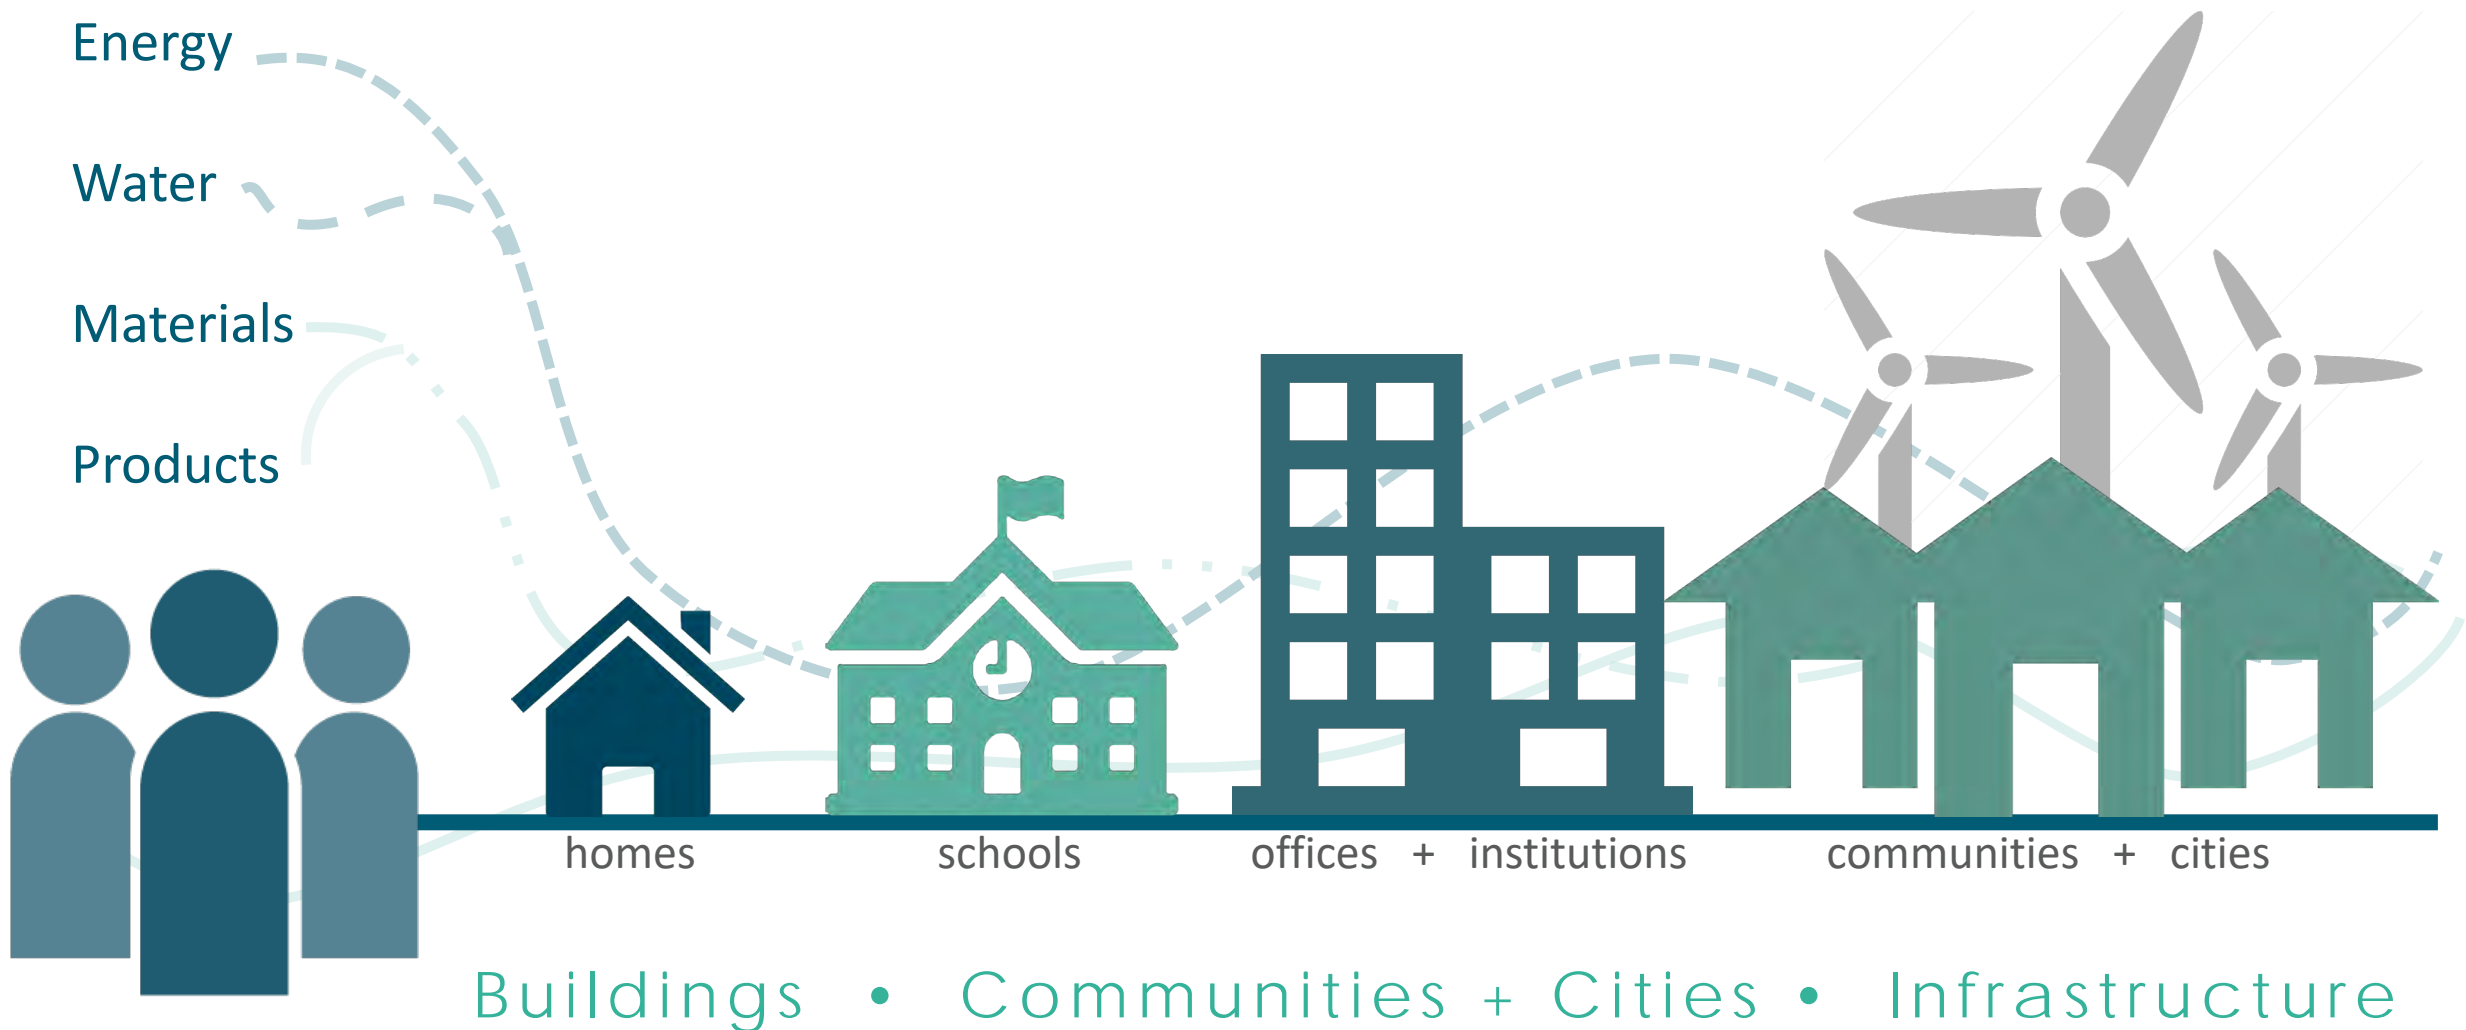 Energy
Water
Materials
Products
homes schools offices + institutions communities + cities
Buildings • Communities + Cities • Infrastructure